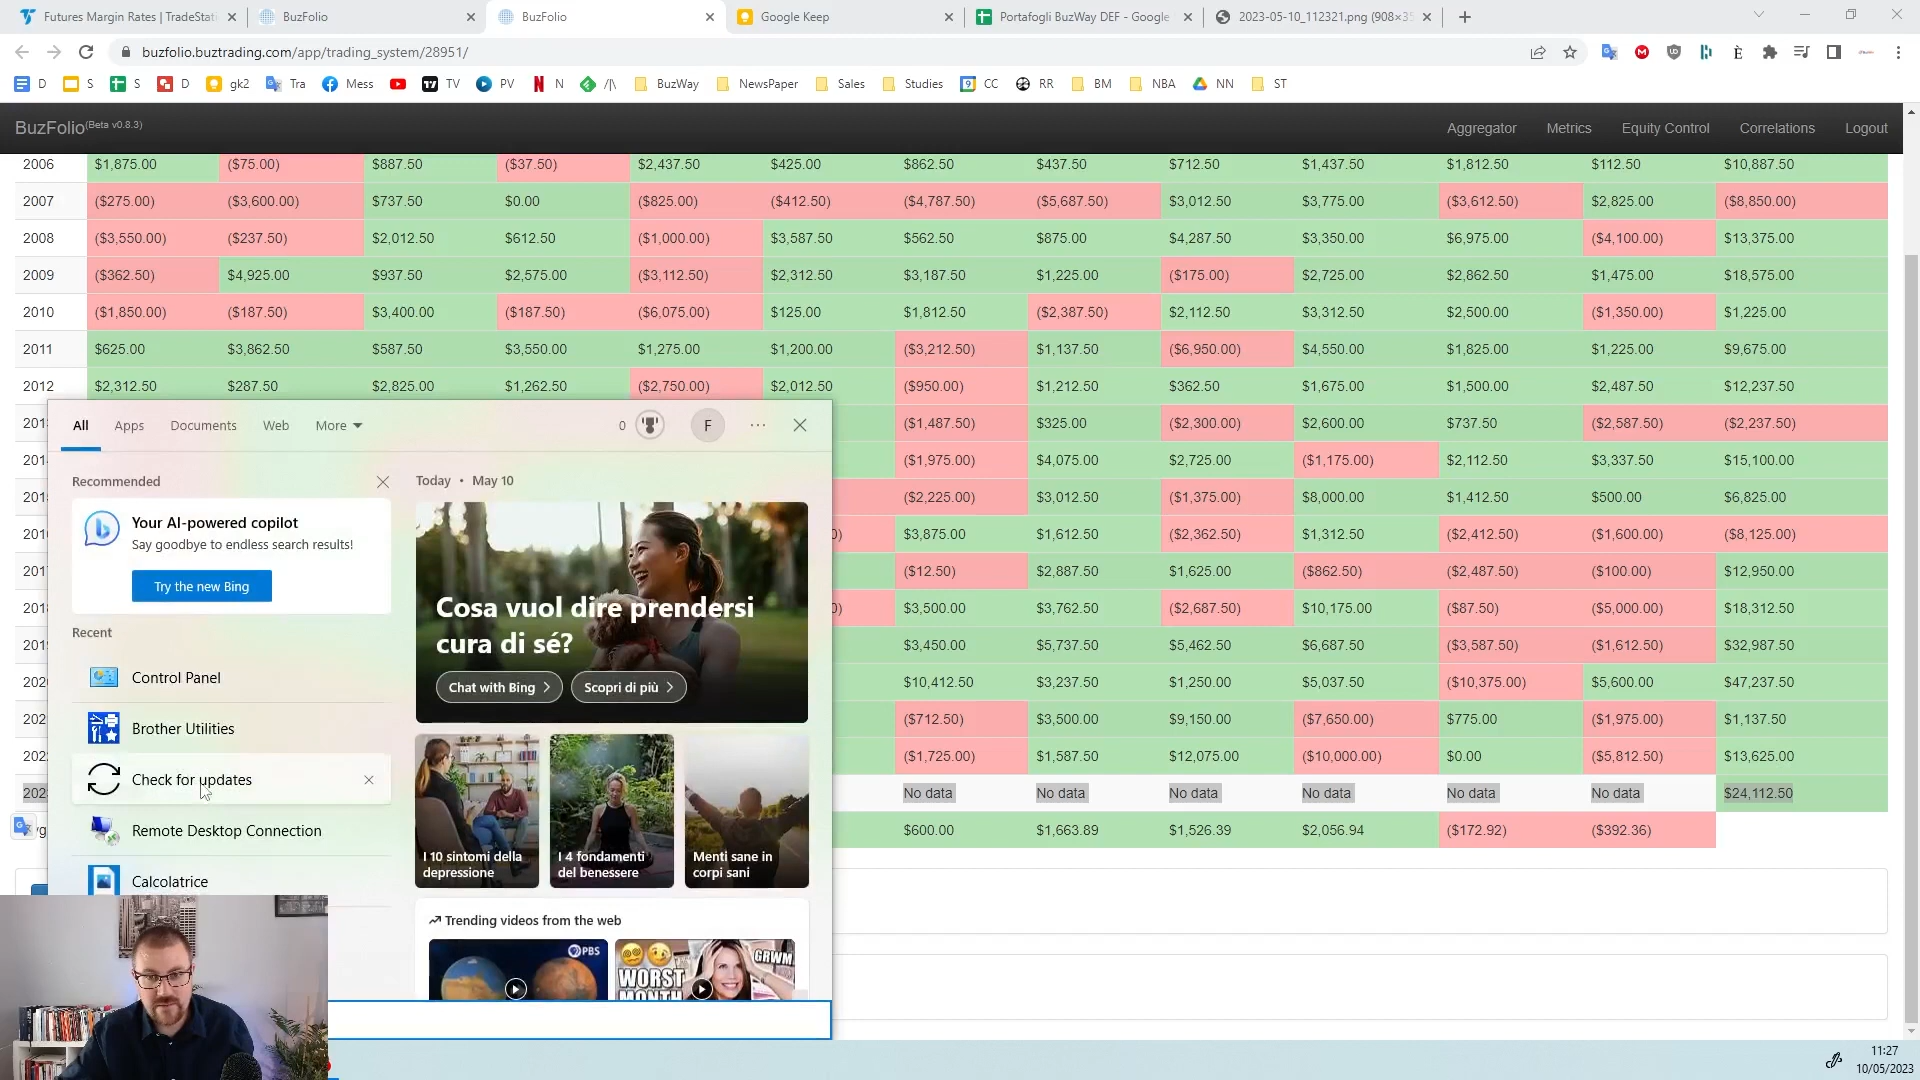 Futures Margin Rates | TradeStati
BuzFolio
BuzFolio
Google Keep
Portafogli BuzWay DEF - Google
2023-05-10_112321.png (908×35
buzfolio.buztrading.com/app/trading_system/28951/
D S S D gk2 Tra Mess TV PV N /|\ BuzWay NewsPaper Sales Studies CC RR BM NBA NN ST
BuzFolio(Beta v0.8.3)
Aggregator Metrics Equity Control Correlations Logout
2006 $1,875.00 ($75.00) $887.50 ($37.50) $2,437.50 $425.00 $862.50 $437.50 $712.50 $1,437.50 $1,812.50 $112.50 $10,887.50
2007 ($275.00) ($3,600.00) $737.50 $0.00 ($825.00) ($412.50) ($4,787.50) ($5,687.50) $3,012.50 $3,775.00 ($3,612.50) $2,825.00 ($8,850.00)
2008 ($3,550.00) ($237.50) $2,012.50 $612.50 ($1,000.00) $3,587.50 $562.50 $875.00 $4,287.50 $3,350.00 $6,975.00 ($4,100.00) $13,375.00
2009 ($362.50) $4,925.00 $937.50 $2,575.00 ($3,112.50) $2,312.50 $3,187.50 $1,225.00 ($175.00) $2,725.00 $2,862.50 $1,475.00 $18,575.00
2010 ($1,850.00) ($187.50) $3,400.00 ($187.50) ($6,075.00) $125.00 $1,812.50 ($2,387.50) $2,112.50 $3,312.50 $2,500.00 ($1,350.00) $1,225.00
2011 $625.00 $3,862.50 $587.50 $3,550.00 $1,275.00 $1,200.00 ($3,212.50) $1,137.50 ($6,950.00) $4,550.00 $1,825.00 $1,225.00 $9,675.00
2012 $2,312.50 $287.50 $2,825.00 $1,262.50 ($2,750.00) $2,012.50 ($950.00) $1,212.50 $362.50 $1,675.00 $1,500.00 $2,487.50 $12,237.50
201 ($1,487.50) $325.00 ($2,300.00) $2,600.00 $737.50 ($2,587.50) ($2,237.50)
201 ($1,975.00) $4,075.00 $2,725.00 ($1,175.00) $2,112.50 $3,337.50 $15,100.00
201 ($2,225.00) $3,012.50 ($1,375.00) $8,000.00 $1,412.50 $500.00 $6,825.00
201 0) $3,875.00 $1,612.50 ($2,362.50) $1,312.50 ($2,412.50) ($1,600.00) ($8,125.00)
201 ($12.50) $2,887.50 $1,625.00 ($862.50) ($2,487.50) ($100.00) $12,950.00
201 0) $3,500.00 $3,762.50 ($2,687.50) $10,175.00 ($87.50) ($5,000.00) $18,312.50
201 $3,450.00 $5,737.50 $5,462.50 $6,687.50 ($3,587.50) ($1,612.50) $32,987.50
202 $10,412.50 $3,237.50 $1,250.00 $5,037.50 ($10,375.00) $5,600.00 $47,237.50
202 ($712.50) $3,500.00 $9,150.00 ($7,650.00) $775.00 ($1,975.00) $1,137.50
202 ($1,725.00) $1,587.50 $12,075.00 ($10,000.00) $0.00 ($5,812.50) $13,625.00
202 No data No data No data No data No data No data $24,112.50
$600.00 $1,663.89 $1,526.39 $2,056.94 ($172.92) ($392.36)
All Apps Documents Web More 0 F ···
Recommended
Your AI-powered copilot
Say goodbye to endless search results!
Try the new Bing
Recent
Control Panel
Brother Utilities
Check for updates
Remote Desktop Connection
Calcolatrice
Today • May 10
Cosa vuol dire prendersi
cura di sé?
Chat with Bing
Scopri di più
I 10 sintomi della
depressione
I 4 fondamenti
del benessere
Menti sane in
corpi sani
Trending videos from the web
PBS
WORST
MONTH
GRWM
11:27
10/05/2023